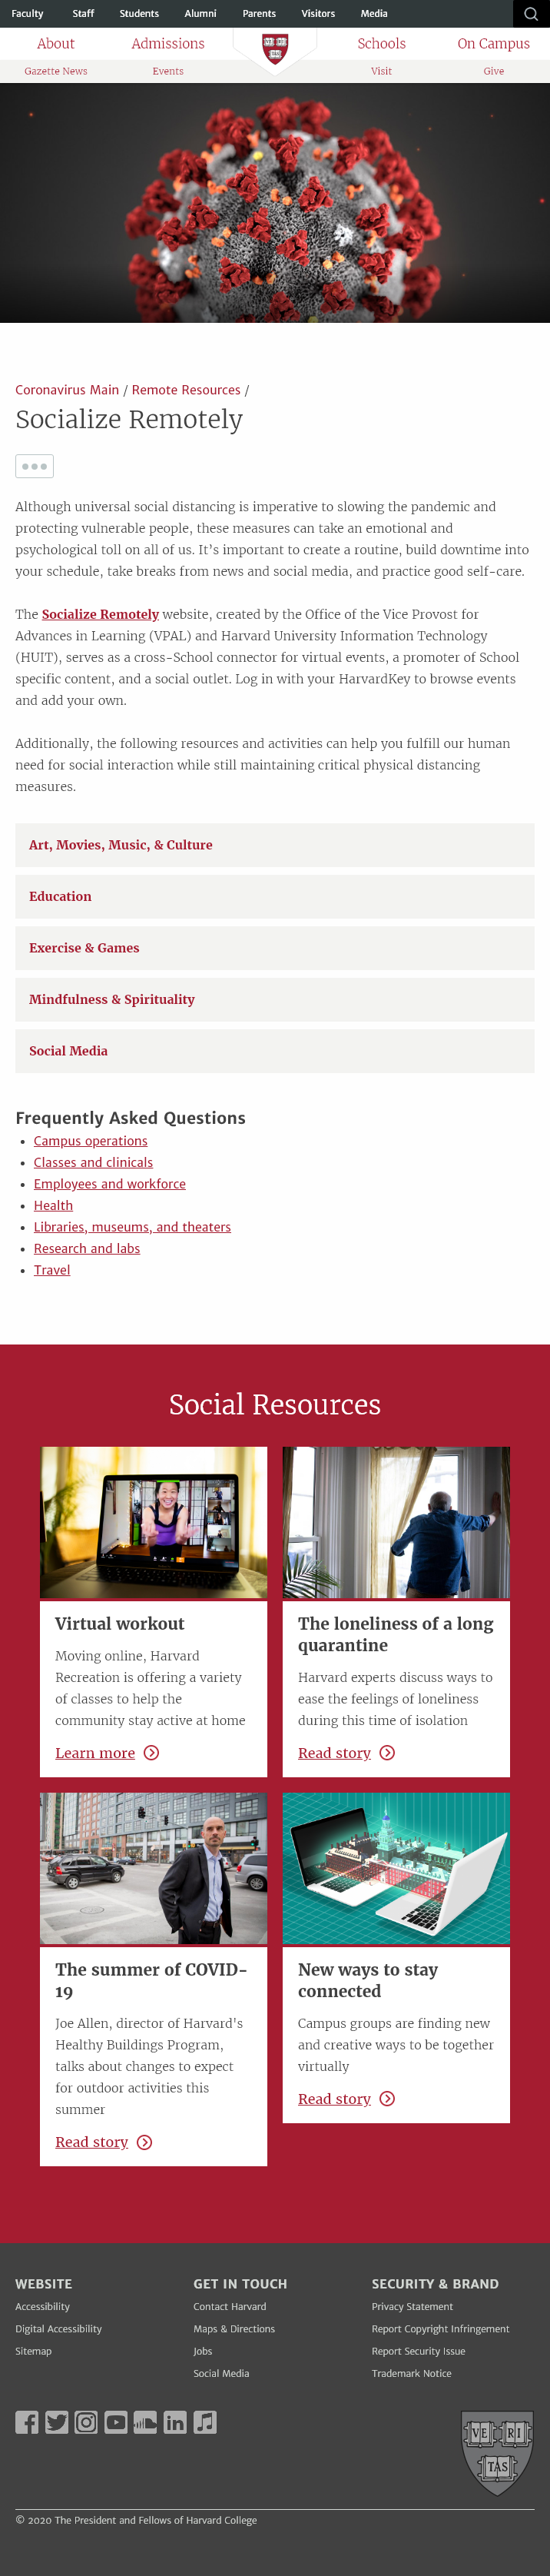 Faculty Staff Students Alumni Parents Visitors Media
About Admissions Schools On Campus
Gazette News Events Visit Give
Coronavirus Main / Remote Resources /
Socialize Remotely
Although universal social distancing is imperative to slowing the pandemic and
protecting vulnerable people, these measures can take an emotional and
psychological toll on all of us. It’s important to create a routine, build downtime into
your schedule, take breaks from news and social media, and practice good self-care.
The Socialize Remotely website, created by the Office of the Vice Provost for
Advances in Learning (VPAL) and Harvard University Information Technology
(HUIT), serves as a cross-School connector for virtual events, a promoter of School
specific content, and a social outlet. Log in with your HarvardKey to browse events
and add your own.
Additionally, the following resources and activities can help you fulfill our human
need for social interaction while still maintaining critical physical distancing
measures.
Art, Movies, Music, & Culture
Education
Exercise & Games
Mindfulness & Spirituality
Social Media
Frequently Asked Questions
Campus operations
Classes and clinicals
Employees and workforce
Health
Libraries, museums, and theaters
Research and labs
Travel
Social Resources
Virtual workout
Moving online, Harvard
Recreation is offering a variety
of classes to help the
community stay active at home
Learn more
The loneliness of a long
quarantine
Harvard experts discuss ways to
ease the feelings of loneliness
during this time of isolation
Read story
The summer of COVID-
19
Joe Allen, director of Harvard's
Healthy Buildings Program,
talks about changes to expect
for outdoor activities this
summer
Read story
New ways to stay
connected
Campus groups are finding new
and creative ways to be together
virtually
Read story
WEBSITE
Accessibility
Digital Accessibility
Sitemap
GET IN TOUCH
Contact Harvard
Maps & Directions
Jobs
Social Media
SECURITY & BRAND
Privacy Statement
Report Copyright Infringement
Report Security Issue
Trademark Notice
VE RI
TAS
© 2020 The President and Fellows of Harvard College